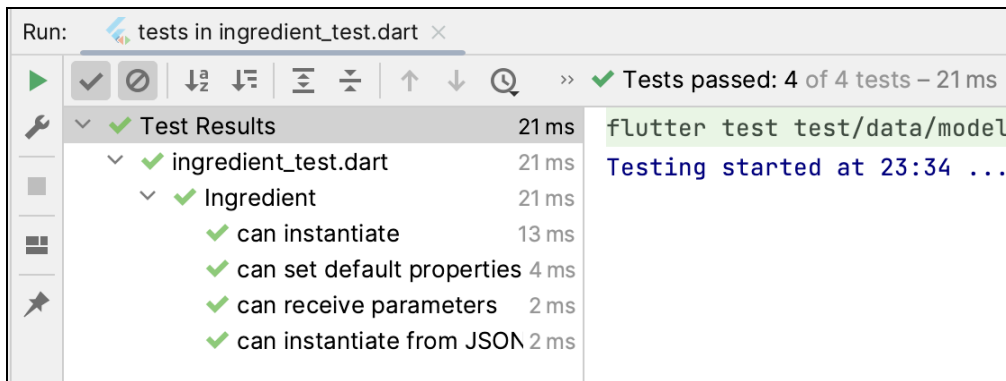 Run: tests in ingredient_test.dart
Tests passed: 4 of 4 tests – 21 ms
Test Results 21 ms
flutter test test/data/model
ingredient_test.dart 21 ms
Testing started at 23:34 ...
Ingredient 21 ms
can instantiate 13 ms
can set default properties 4 ms
can receive parameters 2 ms
can instantiate from JSON 2 ms